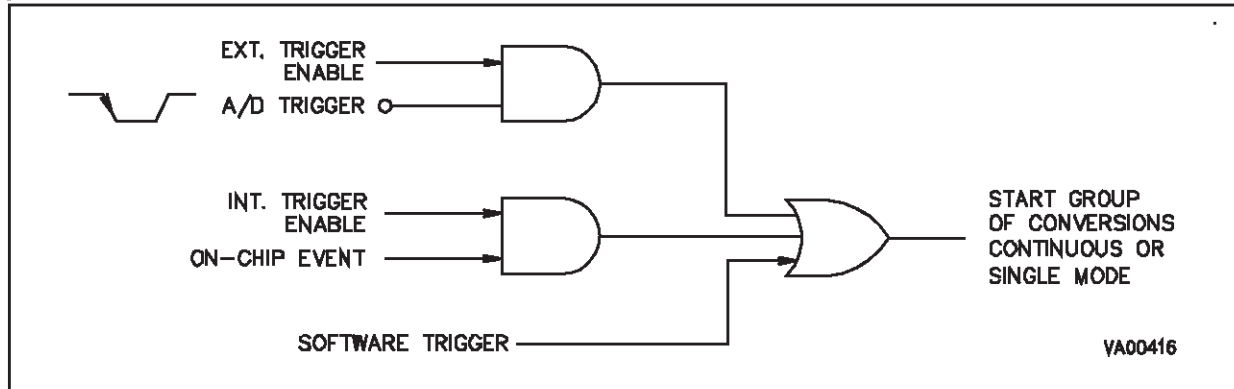 EXT. TRIGGER
ENABLE
A/D TRIGGER
INT. TRIGGER
ENABLE
ON-CHIP EVENT
SOFTWARE TRIGGER
START GROUP
OF CONVERSIONS
CONTINUOUS OR
SINGLE MODE
VA00416